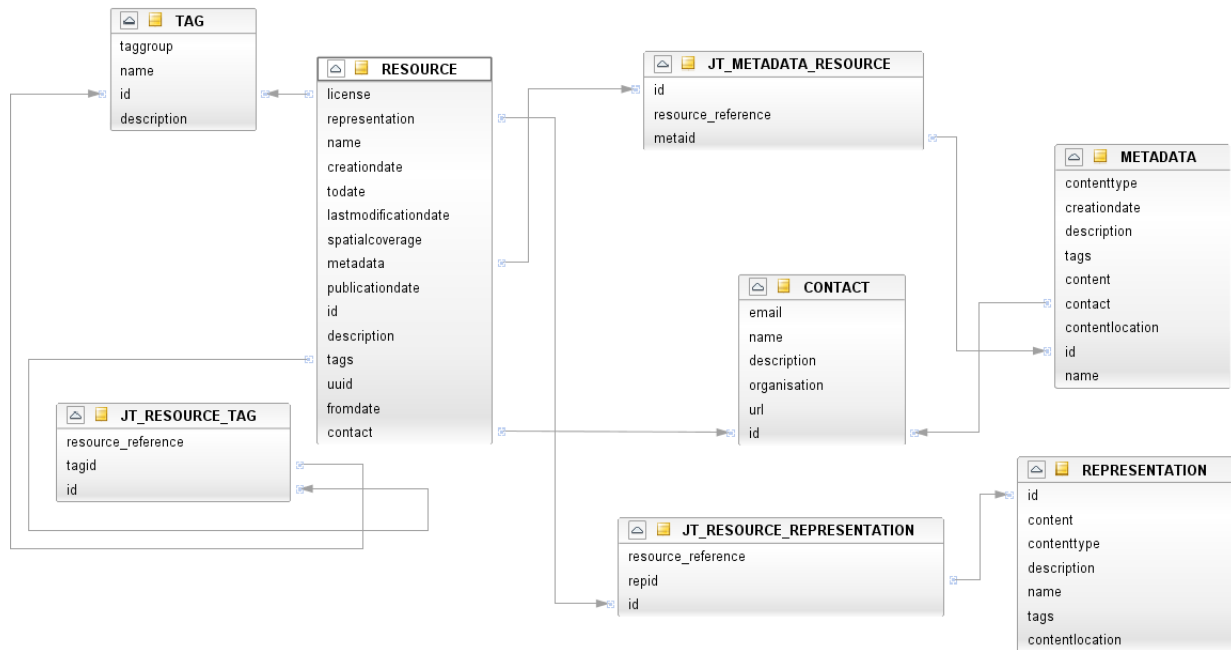 TAG
taggroup
name
id
description
RESOURCE
license
representation
name
creationdate
todate
lastmodificationdate
spatialcoverage
metadata
publicationdate
id
description
tags
uuid
fromdate
contact
JT_RESOURCE_TAG
resource_reference
tagid
id
JT_METADATA_RESOURCE
id
resource_reference
metaid
METADATA
contenttype
creationdate
description
tags
content
contact
contentlocation
id
name
CONTACT
email
name
description
organisation
url
id
JT_RESOURCE_REPRESENTATION
resource_reference
repid
id
REPRESENTATION
id
content
contenttype
description
name
tags
contentlocation